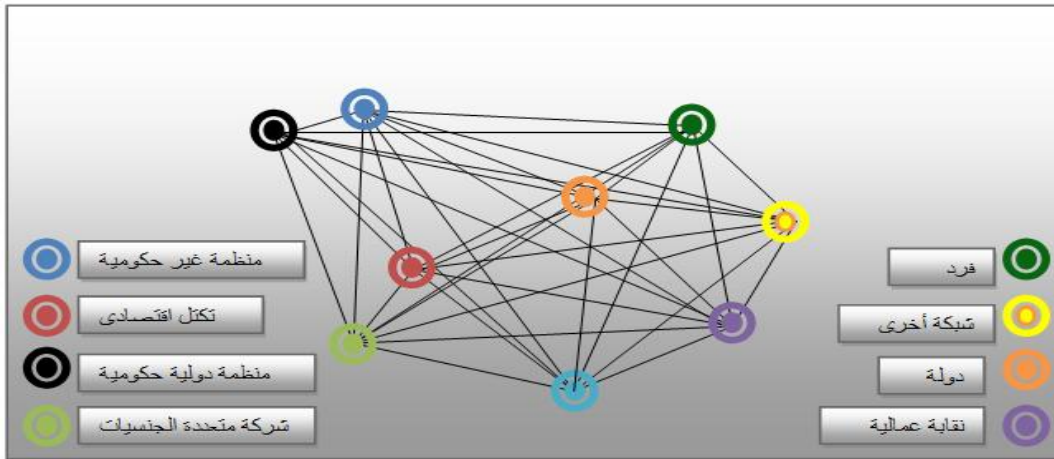 فرد
شبكة أخرى
دولة
نقابة عمالية
منظمة غير حكومية
تكتل اقتصادى
منظمة دولية حكومية
شركة متعددة الجنسيات